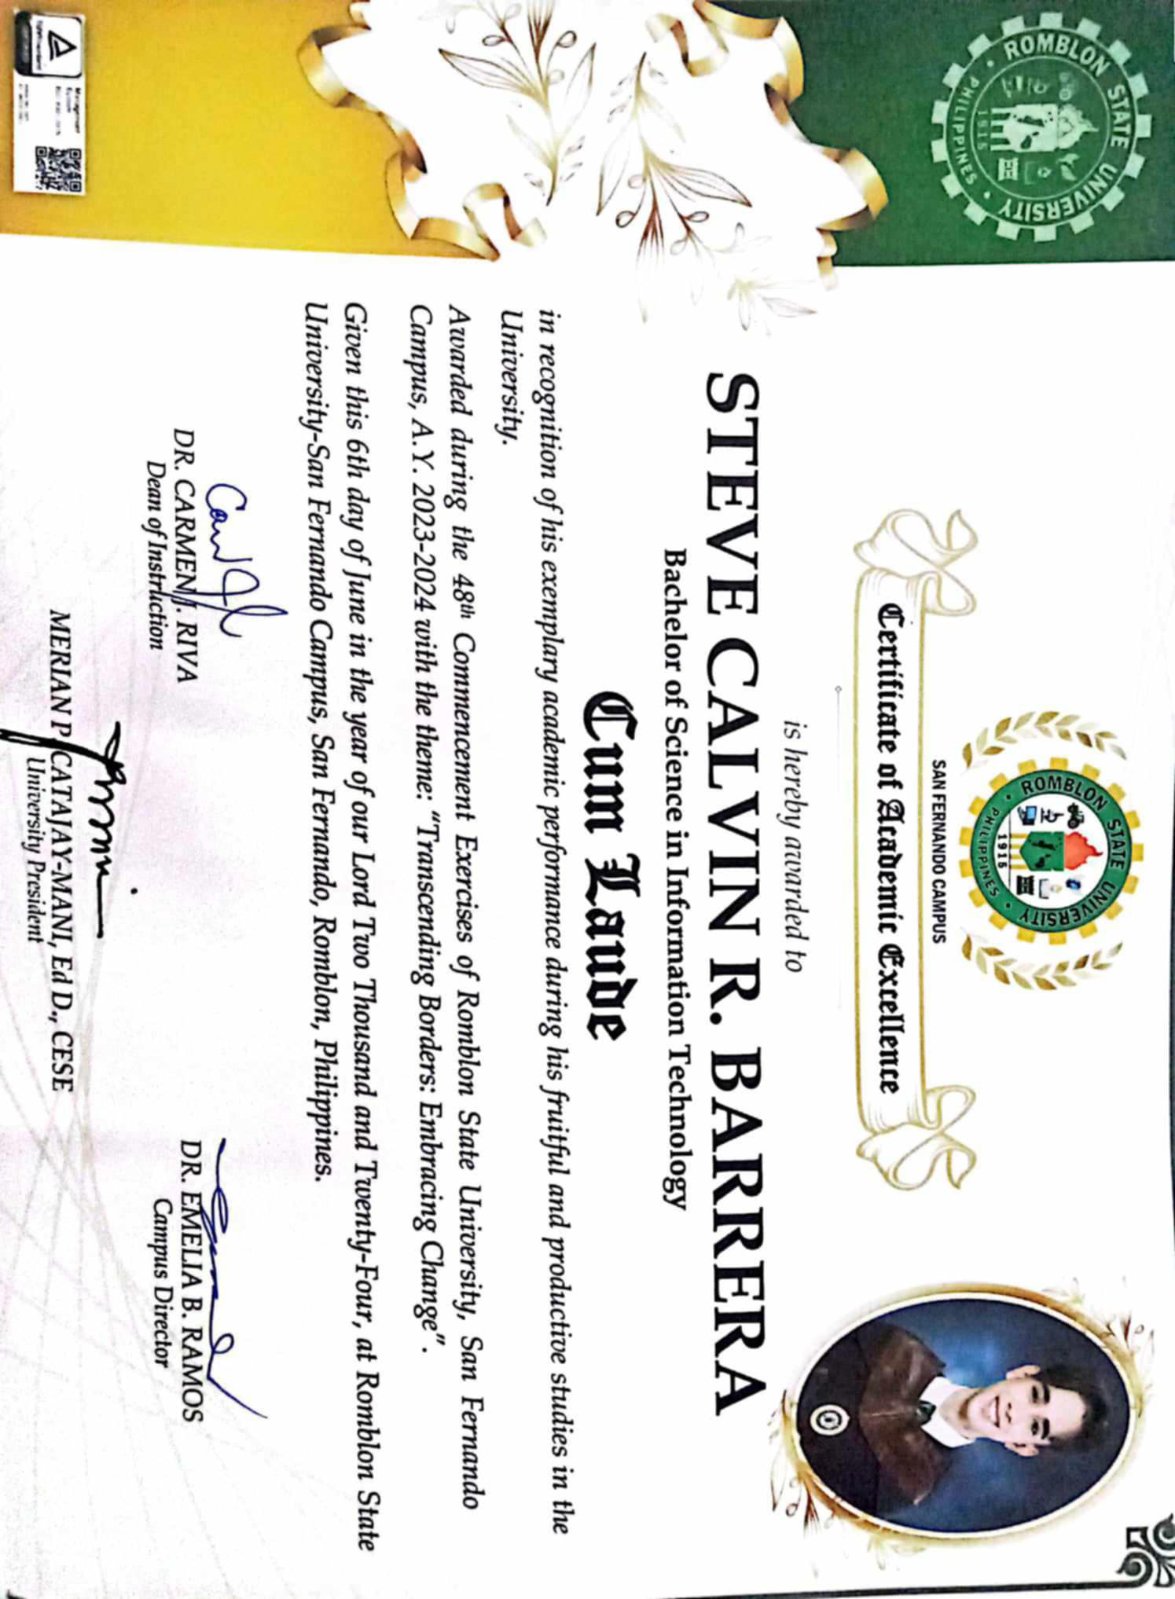 ROMBLON STATE UNIVERSITY
1915
PHILIPPINES
ROMBLON STATE UNIVERSITY
1915
PHILIPPINES
SAN FERNANDO CAMPUS
Certificate of Academic Excellence
is hereby awarded to
STEVE CALVIN R. BARRERA
Bachelor of Science in Information Technology
Cum Laude
in recognition of his exemplary academic performance during his fruitful and productive studies in the
University.
Awarded during the 48th Commencement Exercises of Romblon State University, San Fernando
Campus, A.Y. 2023-2024 with the theme: “Transcending Borders: Embracing Change”.
Given this 6th day of June in the year of our Lord Two Thousand and Twenty-Four, at Romblon State
University-San Fernando Campus, San Fernando, Romblon, Philippines.
DR. CARMEN J. RIVA
Dean of Instruction
DR. EMELIA B. RAMOS
Campus Director
MERIAN P. CATAJAY-MANI, Ed D., CESE
University President
Management
System